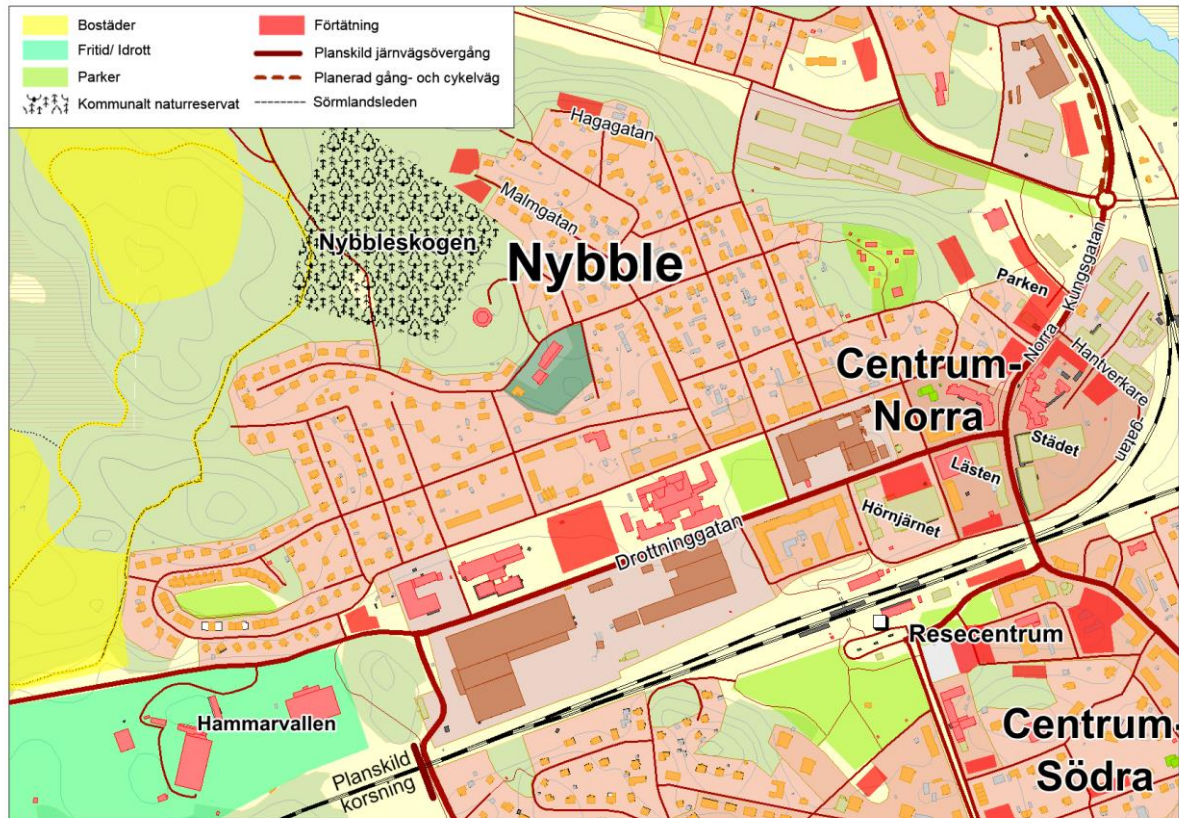 Bostäder
Fritid/ Idrott
Parker
Kommunalt naturreservat
Förtätning
Planskild järnvägsövergång
Planerad gång- och cykelväg
Sörmlandsleden
Hagagatan
Malmgatan
Nybbleskogen
Nybble
Parken
Norra Kungsgatan
Hantverkare
-gatan
Centrum-
Norra
Städet
Lästen
Hörnjärnet
Drottninggatan
Resecentrum
Hammarvallen
Centrum-
Södra
Planskild
korsning